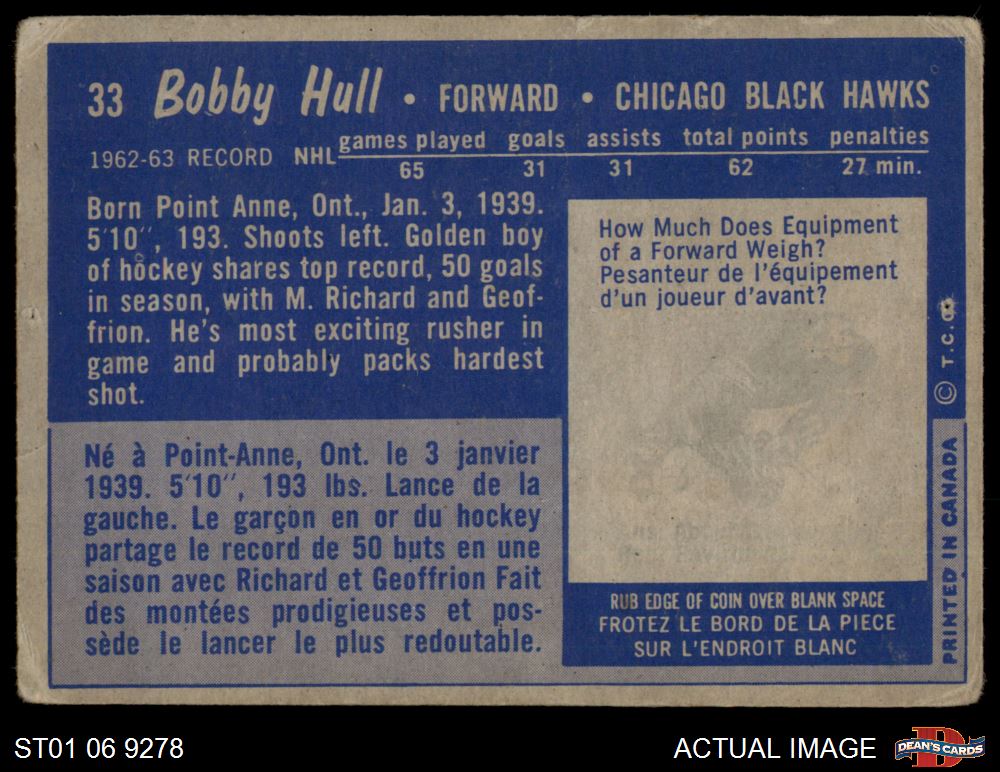 33 Bobby Hull • FORWARD • CHICAGO BLACK HAWKS
games played goals assists total points penalties
1962-63 RECORD NHL 65 31 31 62 27 min.
Born Point Anne, Ont., Jan. 3, 1939.
5'10", 193. Shoots left. Golden boy
of hockey shares top record, 50 goals
in season, with M. Richard and Geof-
frion. He's most exciting rusher in
game and probably packs hardest
shot.
Né à Point-Anne, Ont. le 3 janvier
1939. 5'10", 193 lbs. Lance de la
gauche. Le garçon en or du hockey
partage le record de 50 buts en une
saison avec Richard et Geoffrion Fait
des montées prodigieuses et pos-
sède le lancer le plus redoutable.
How Much Does Equipment
of a Forward Weigh?
Pesanteur de l'équipement
d'un joueur d'avant?
RUB EDGE OF COIN OVER BLANK SPACE
FROTEZ LE BORD DE LA PIECE
SUR L'ENDROIT BLANC
© T.C.G.
PRINTED IN CANADA
ST01 06 9278
ACTUAL IMAGE
DEAN'S CARDS